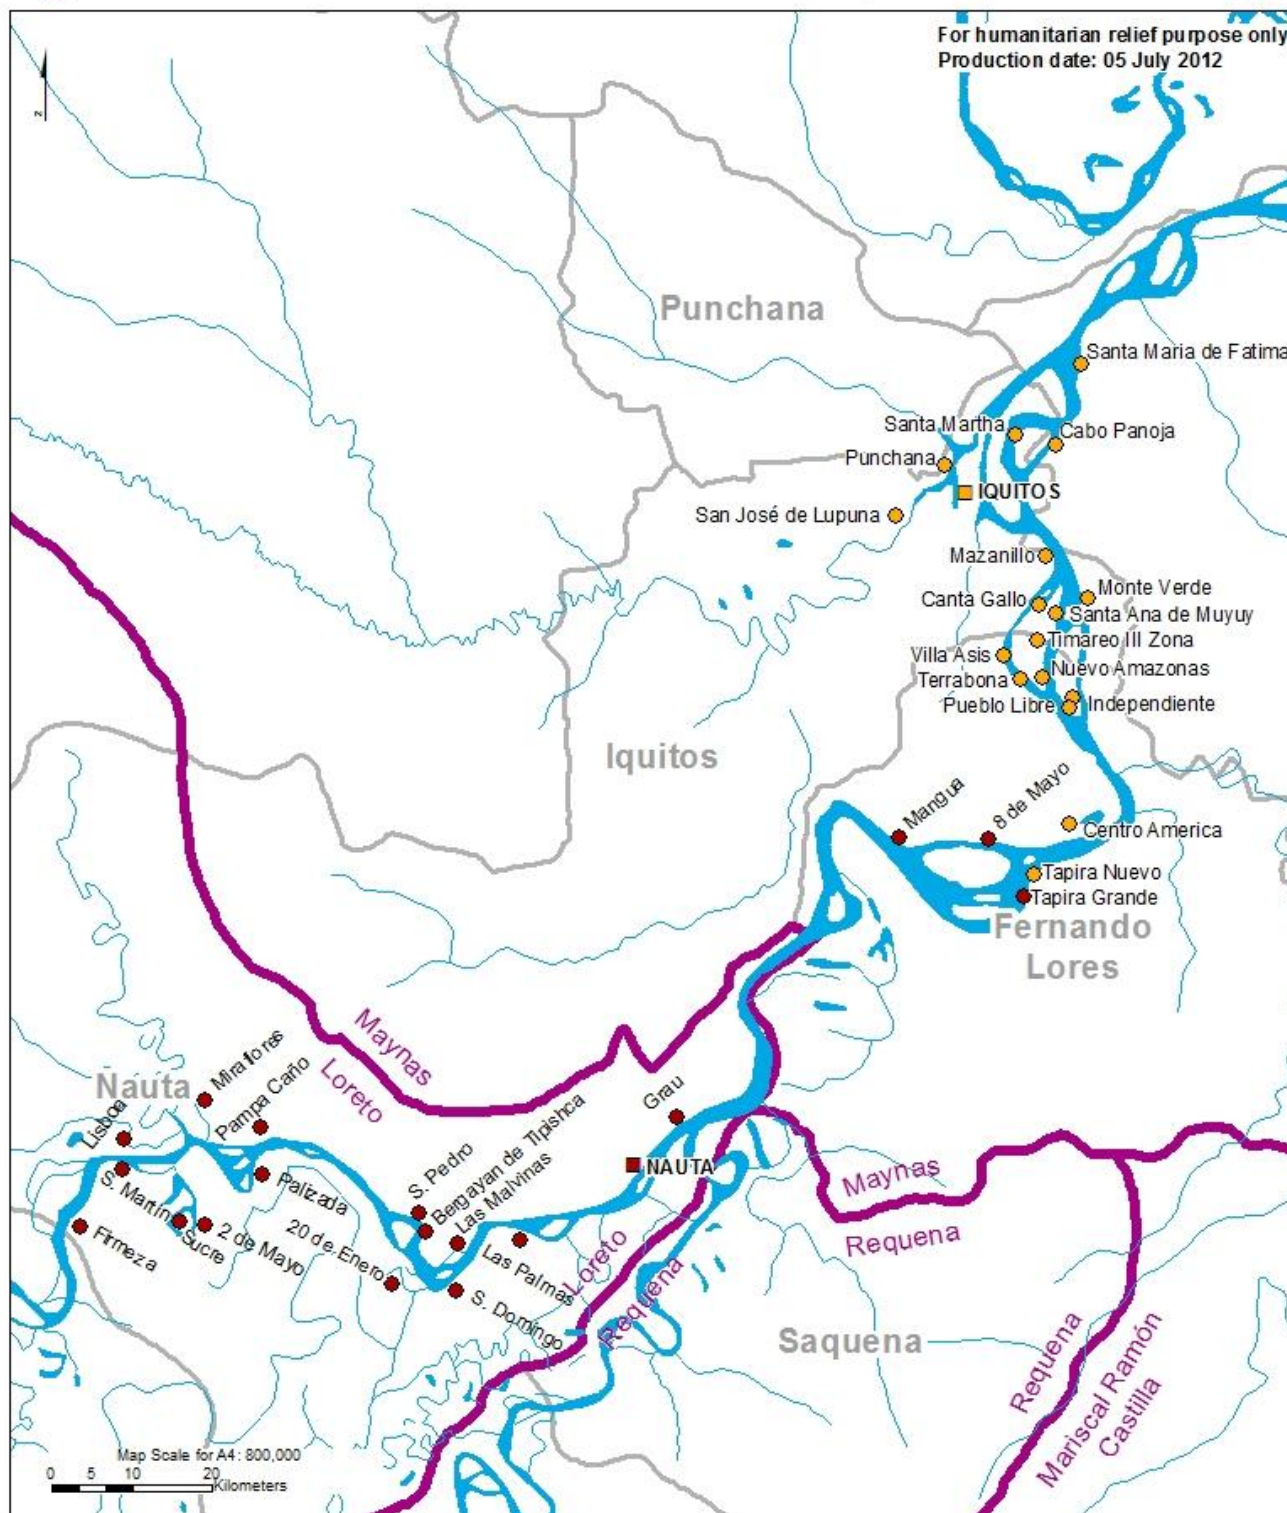 For humanitarian relief purpose only
Production date: 05 July 2012
N
Punchana
Santa Maria de Fatima
Santa Martha
Cabo Panoja
Punchana
IQUITOS
San José de Lupuna
Mazanillo
Monte Verde
Canta Gallo
Santa Ana de Muyuy
Timareo III Zona
Villa Asis
Nuevo Amazonas
Terrabona
Pueblo Libre
Independiente
Iquitos
Mangua
8 de Mayo
Centro America
Tapira Nuevo
Tapira Grande
Fernando
Lores
Maynas
Loreto
Nauta
Miraflores
Pampa Caño
Lisboa
Grau
S. Pedro
Bergayan de Tipishca
Las Malvinas
NAUTA
Maynas
Requena
S. Martin
Sucre
Palizada
2 de Mayo
20 de Enero
Firmeza
Las Palmas
S. Domingo
Loreto
Requena
Saquena
Requena
Mariscal Ramón
Castilla
Map Scale for A4: 800,000
0 5 10 20
Kilometers